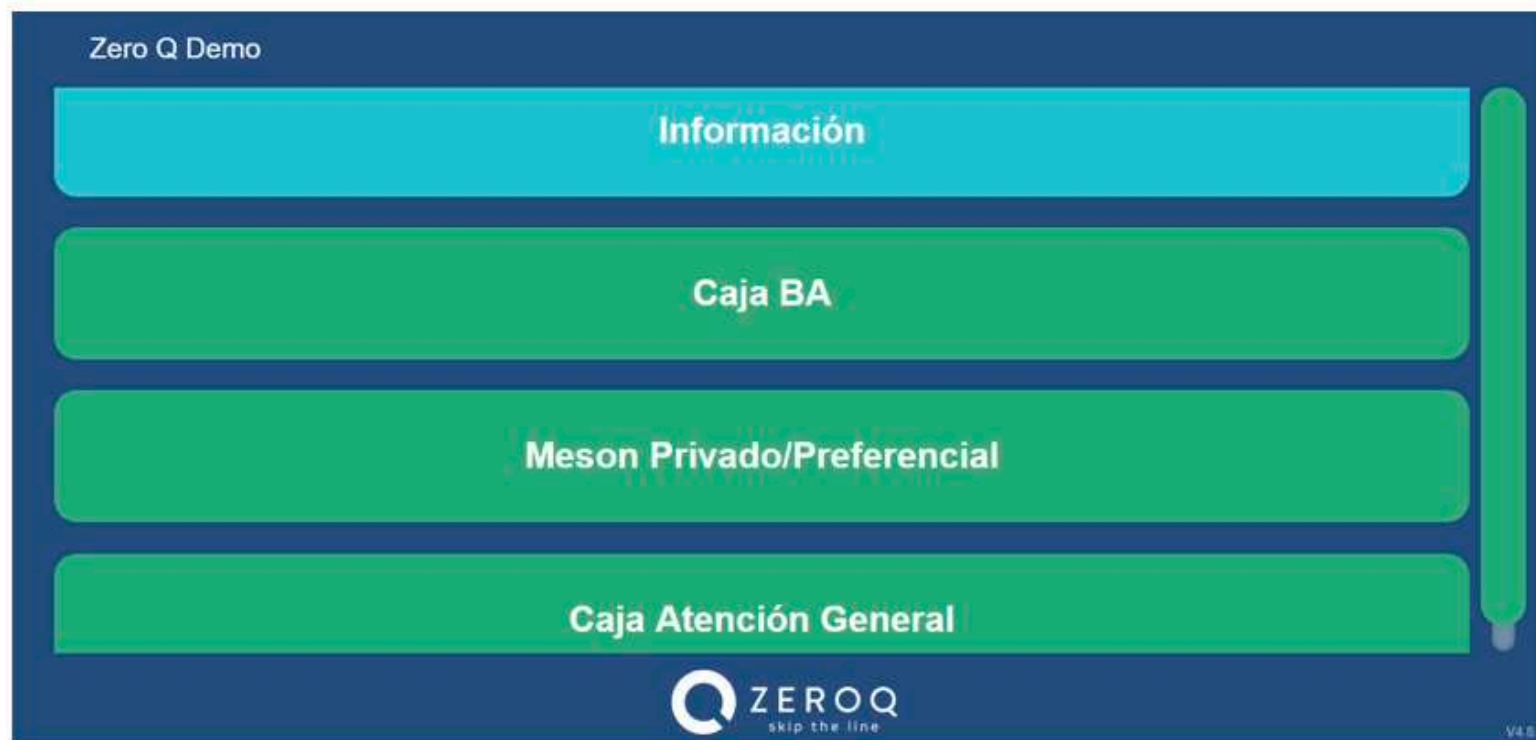 Zero Q Demo
Información
Caja BA
Meson Privado/Preferencial
Caja Atención General
ZEROQ
skip the line